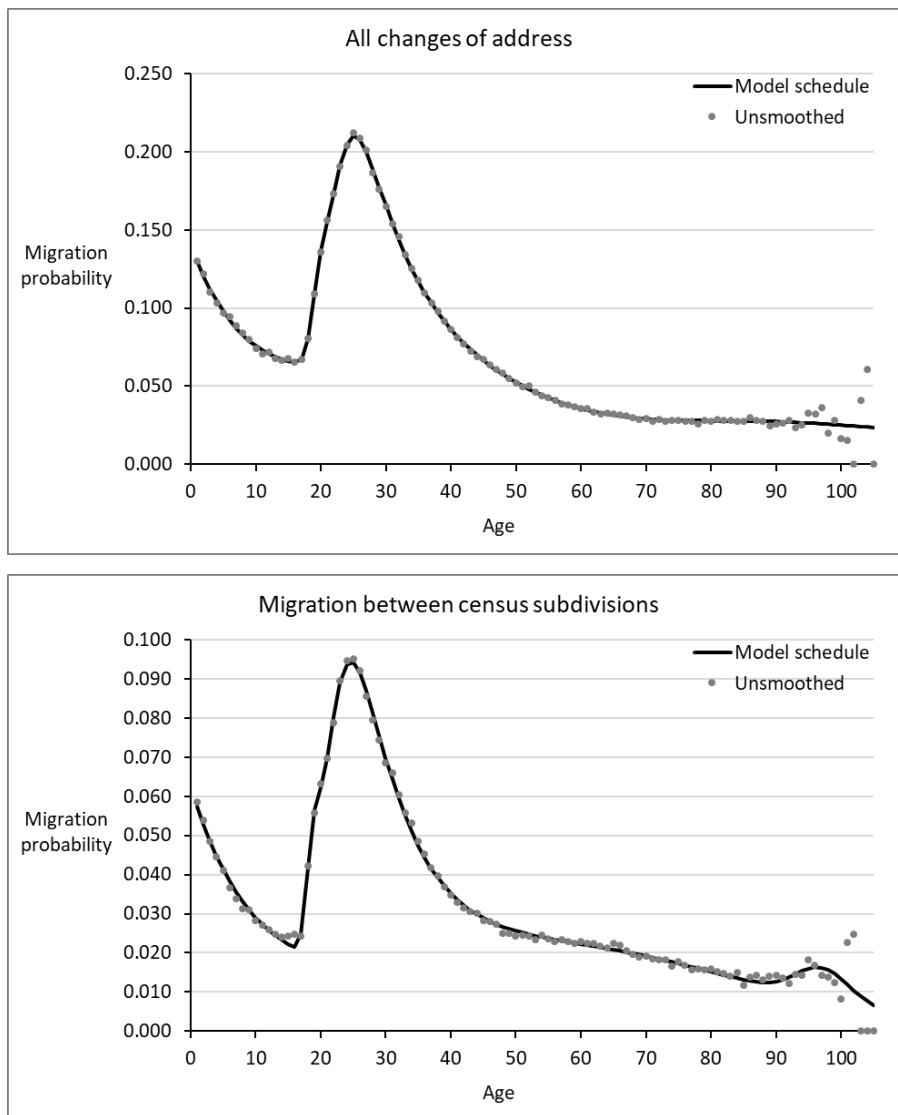 All changes of address
0.250
0.200
0.150
0.100
0.050
0.000
Migration
probability
Model schedule
Unsmoothed
0 10 20 30 40 50 60 70 80 90 100
Age
Migration between census subdivisions
0.100
0.090
0.080
0.070
0.060
0.050
0.040
0.030
0.020
0.010
0.000
Migration
probability
Model schedule
Unsmoothed
0 10 20 30 40 50 60 70 80 90 100
Age